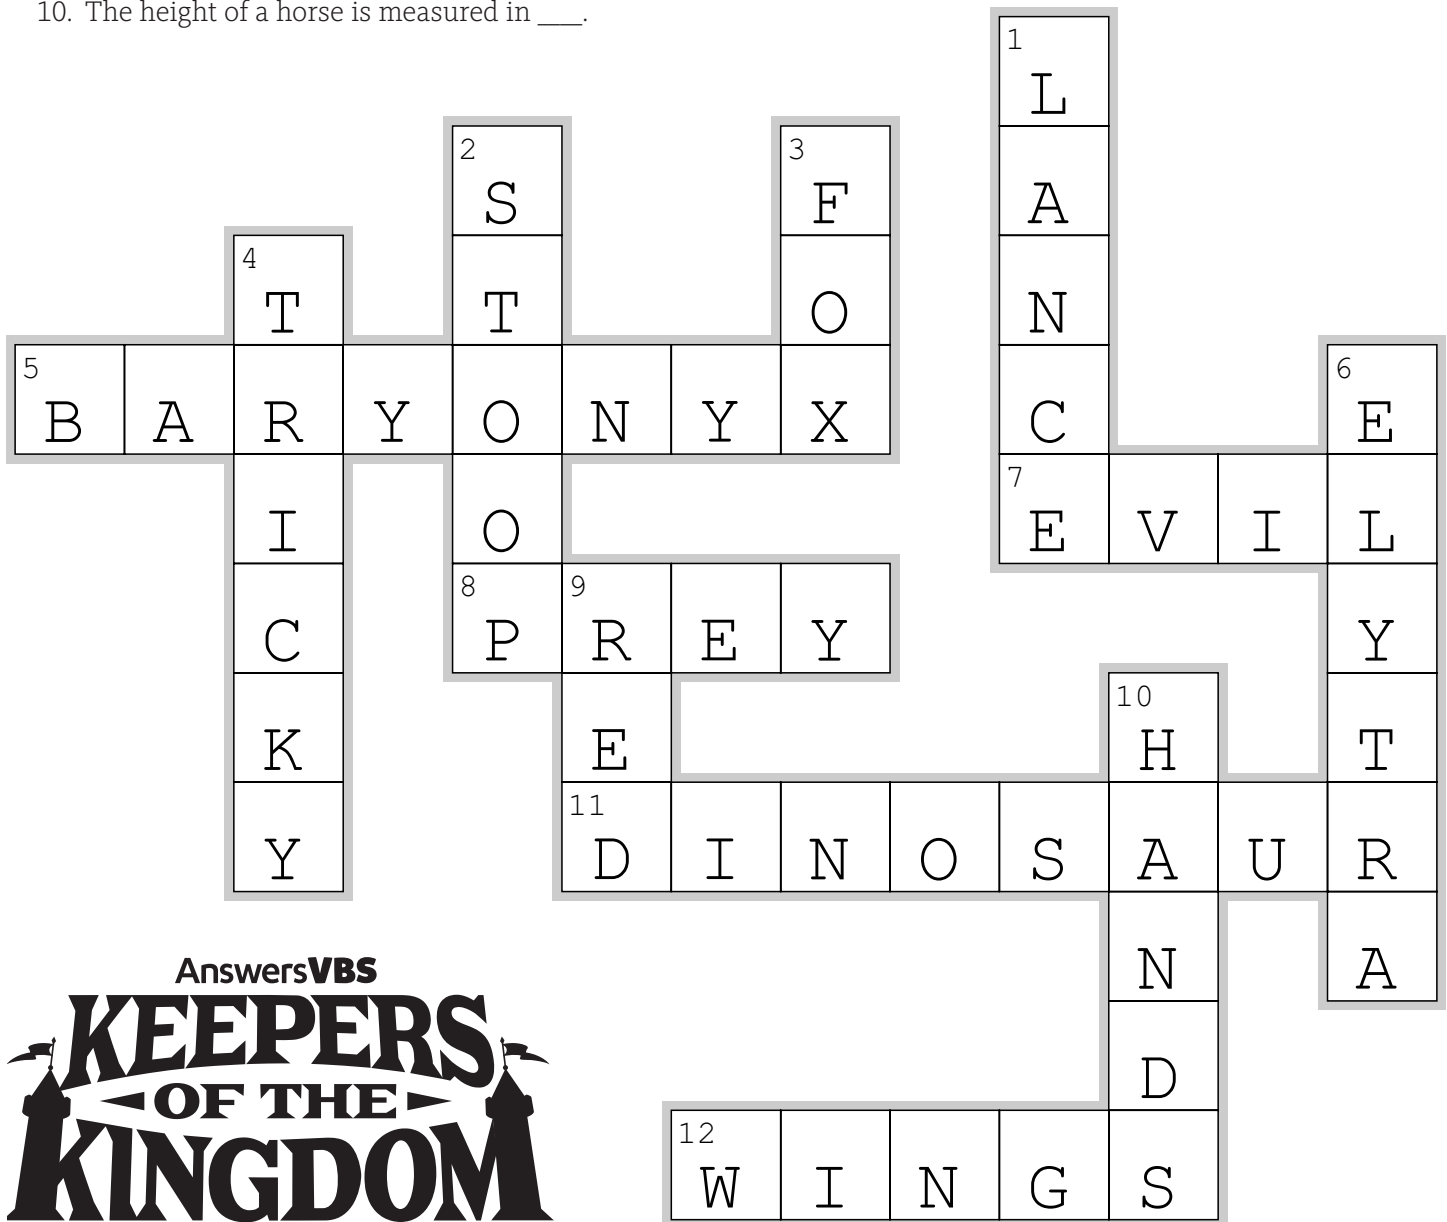 10. The height of a horse is measured in ___.
1
L
2 3
S F A
4
T T O N
5 6
B A R Y O N Y X C E
7
I O E V I L
8 9
C P R E Y Y
10
K E H T
11
Y D I N O S A U R
N A
AnswersVBS
KEEPERS
D
OF THE
12
KINGDOM
W I N G S